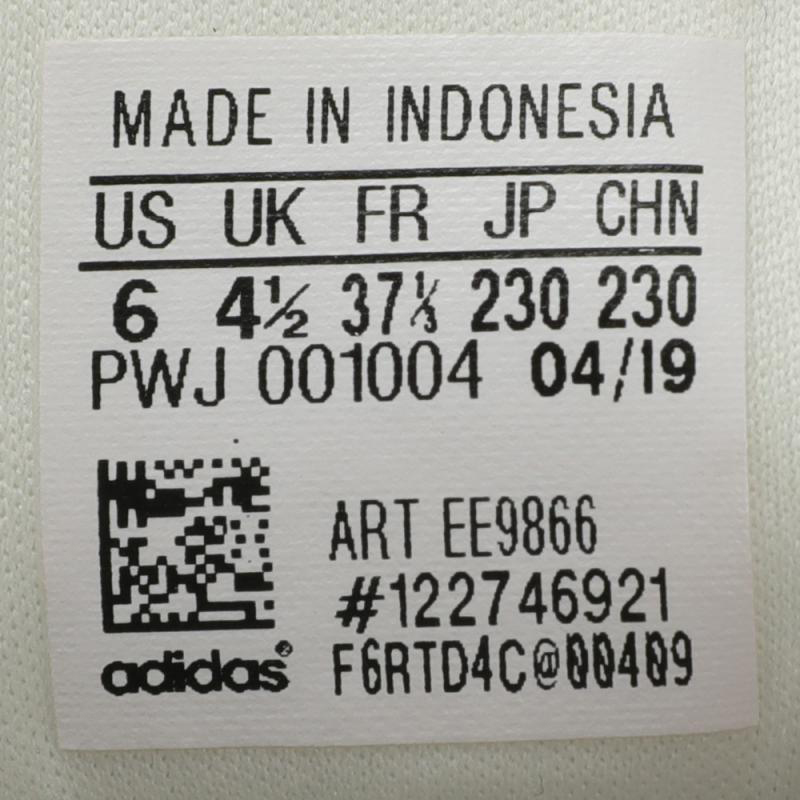 MADE IN INDONESIA
US UK FR JP CHN
6 4½ 37⅓ 230 230
PWJ 001004 04/19
ART EE9866
#122746921
adidas® F6RTD4C@00409